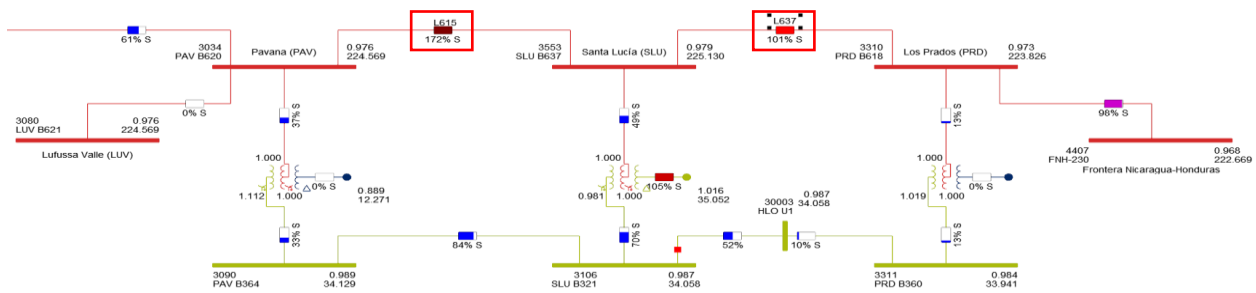 L615
L637
61% S
172% S
101% S
3034
PAV B620
Pavana (PAV)
0.976
224.569
3553
SLU B637
Santa Lucía (SLU)
0.979
225.130
3310
PRD B618
Los Prados (PRD)
0.973
223.826
0% S
3080
LUV B621
0.976
224.569
Lufussa Valle (LUV)
37% S
49% S
13% S
98% S
4407
FNH-230
0.968
222.669
Frontera Nicaragua-Honduras
1.000
0% S
0.889
12.271
1.112
1.000
1.000
105% S
1.016
35.052
0.981
1.000
1.000
0% S
1.019
1.000
30003
HLO U1
0.987
34.058
33% S
84% S
70% S
52%
10% S
13% S
3090
PAV B364
0.989
34.129
3106
SLU B321
0.987
34.058
3311
PRD B360
0.984
33.941